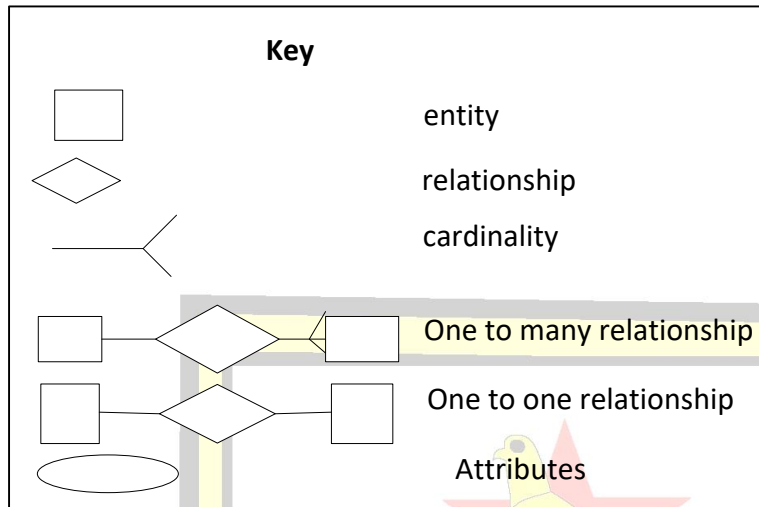 Key
entity
relationship
cardinality
One to many relationship
One to one relationship
Attributes